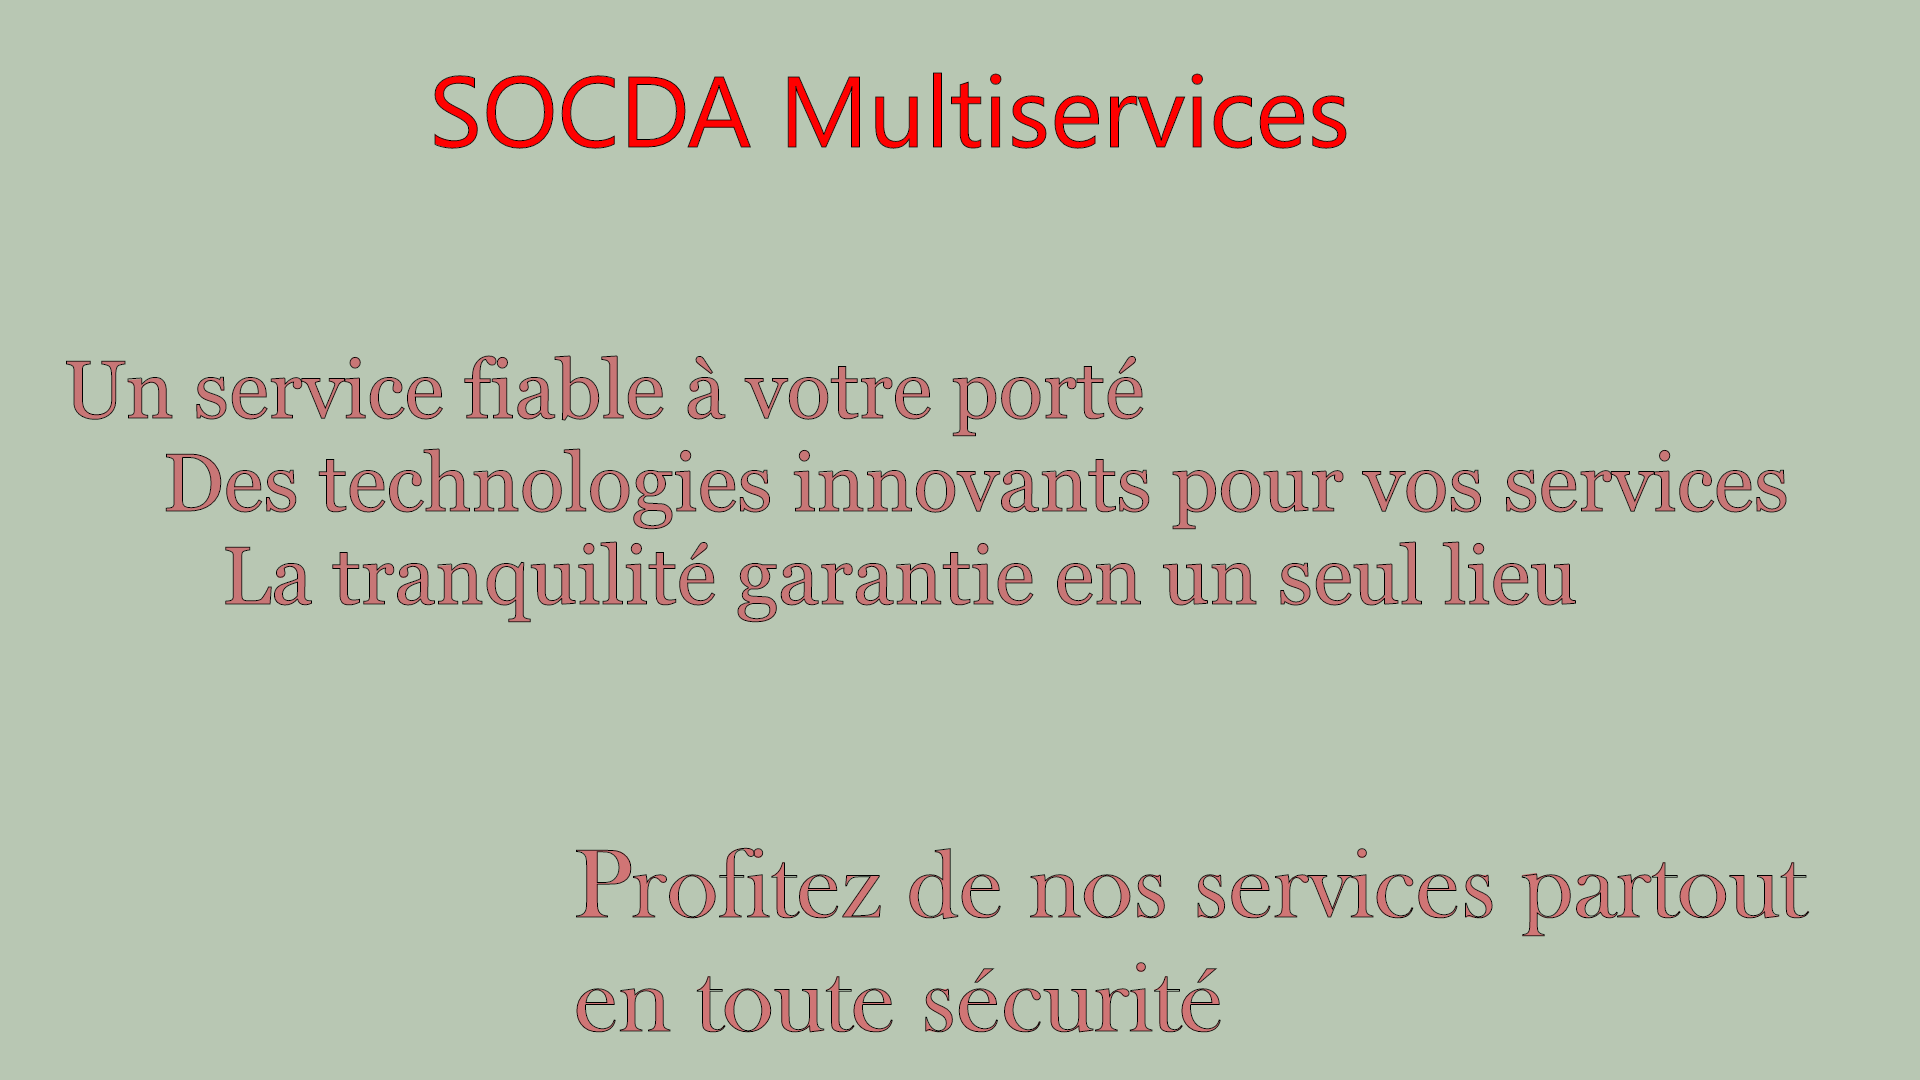 SOCDA Multiservices
Un service fiable à votre porté
Des technologies innovants pour vos services
La tranquilité garantie en un seul lieu
Profitez de nos services partout
en toute sécurité